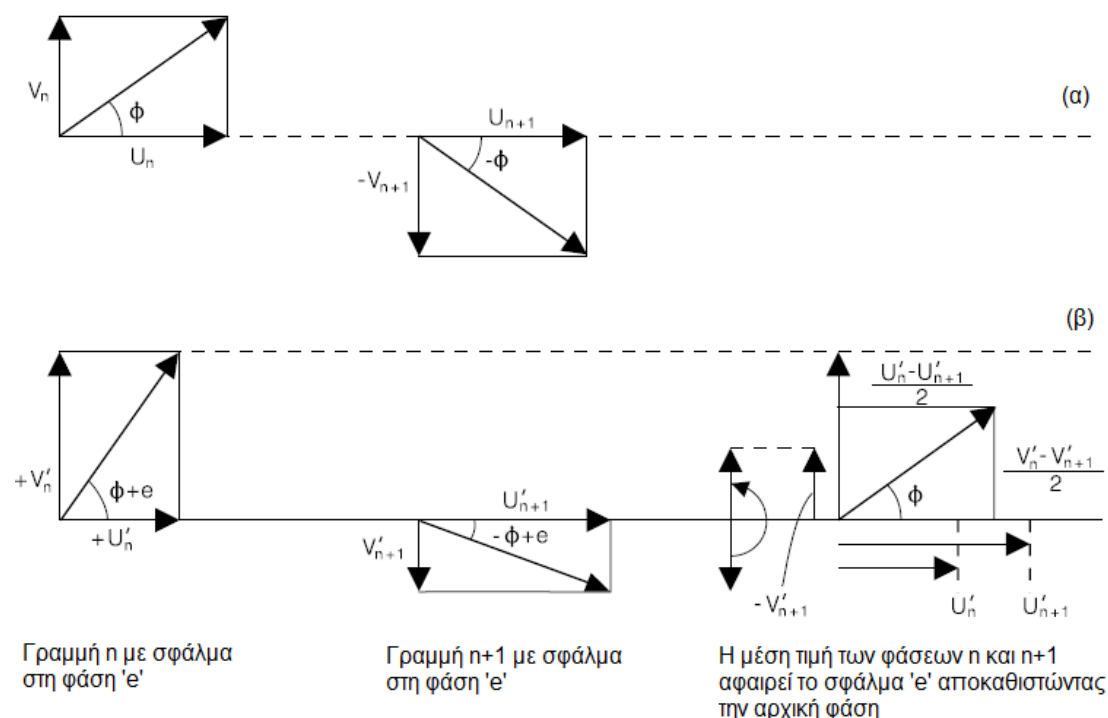 (α)
Vₙ
ϕ
Uₙ
Uₙ₊₁
-ϕ
-Vₙ₊₁
(β)
+V′ₙ
ϕ+e
+U′ₙ
U′ₙ₊₁
-ϕ+e
V′ₙ₊₁
-V′ₙ₊₁
U′ₙ-U′ₙ₊₁
2
V′ₙ-V′ₙ₊₁
2
ϕ
U′ₙ
U′ₙ₊₁
Γραμμή n με σφάλμα
στη φάση 'e'
Γραμμή n+1 με σφάλμα
στη φάση 'e'
Η μέση τιμή των φάσεων n και n+1
αφαιρεί το σφάλμα 'e' αποκαθιστώντας
την αρχική φάση